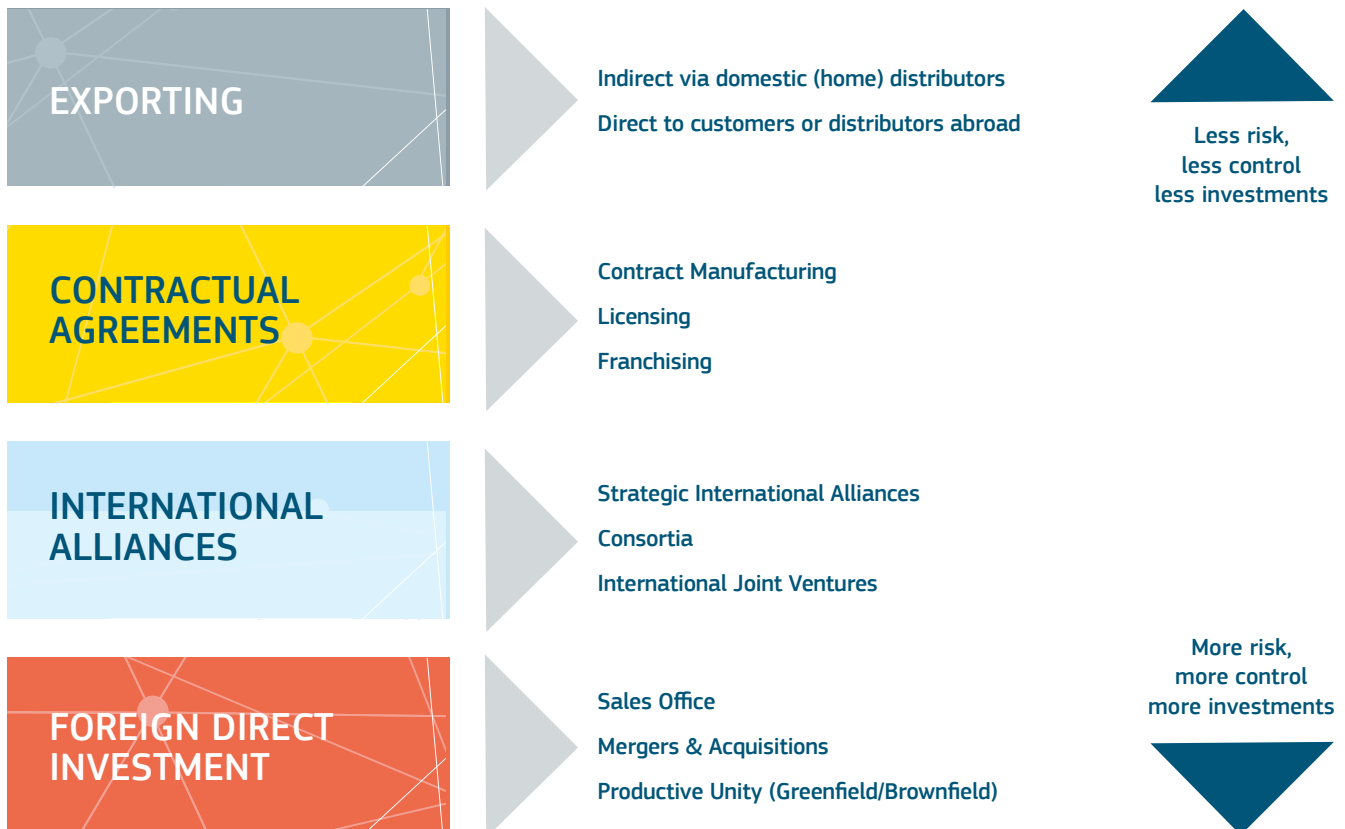 EXPORTING
Indirect via domestic (home) distributors
Direct to customers or distributors abroad
Less risk,
less control
less investments
CONTRACTUAL
AGREEMENTS
Contract Manufacturing
Licensing
Franchising
INTERNATIONAL
ALLIANCES
Strategic International Alliances
Consortia
International Joint Ventures
More risk,
more control
more investments
FOREIGN DIRECT
INVESTMENT
Sales Office
Mergers & Acquisitions
Productive Unity (Greenfield/Brownfield)